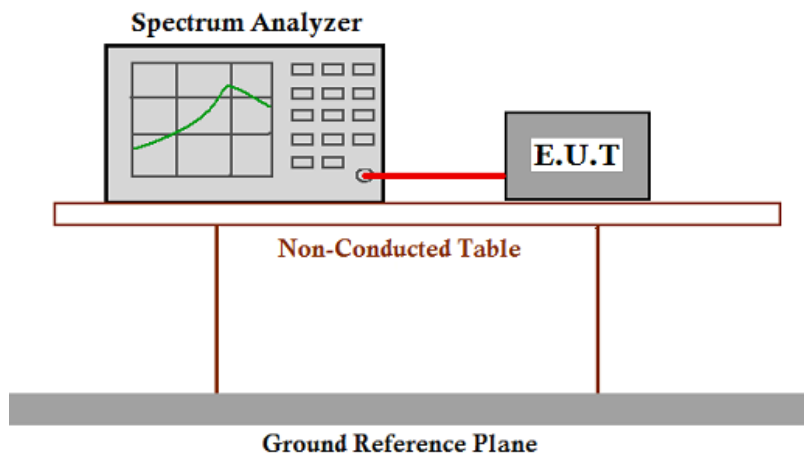 Spectrum Analyzer
E.U.T
Non-Conducted Table
Ground Reference Plane